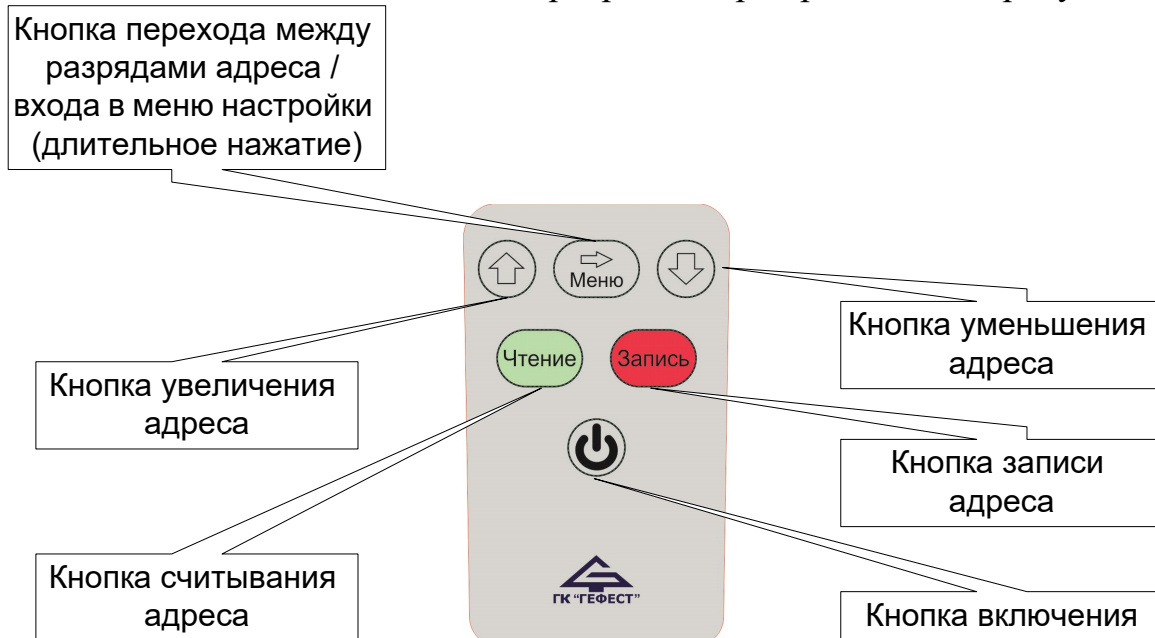 Кнопка перехода между
разрядами адреса /
входа в меню настройки
(длительное нажатие)
Меню
Чтение
Запись
Кнопка уменьшения
адреса
Кнопка увеличения
адреса
Кнопка записи
адреса
ГК "ГЕФЕСТ"
Кнопка считывания
адреса
Кнопка включения